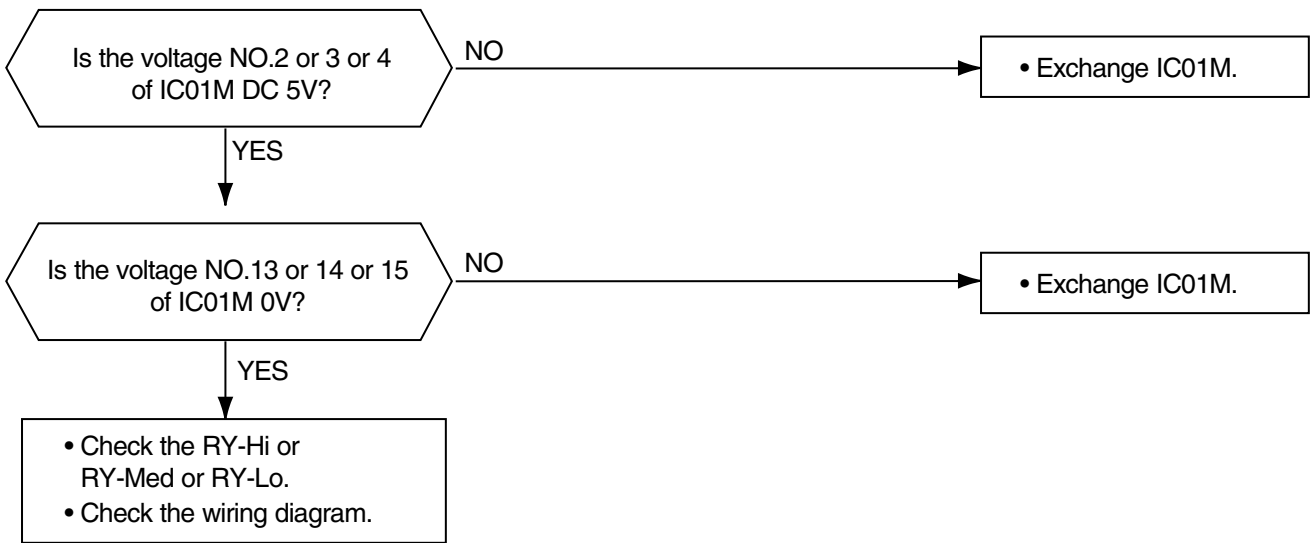 Is the voltage NO.2 or 3 or 4
of IC01M DC 5V?
NO
• Exchange IC01M.
YES
Is the voltage NO.13 or 14 or 15
of IC01M 0V?
NO
• Exchange IC01M.
YES
• Check the RY-Hi or
RY-Med or RY-Lo.
• Check the wiring diagram.